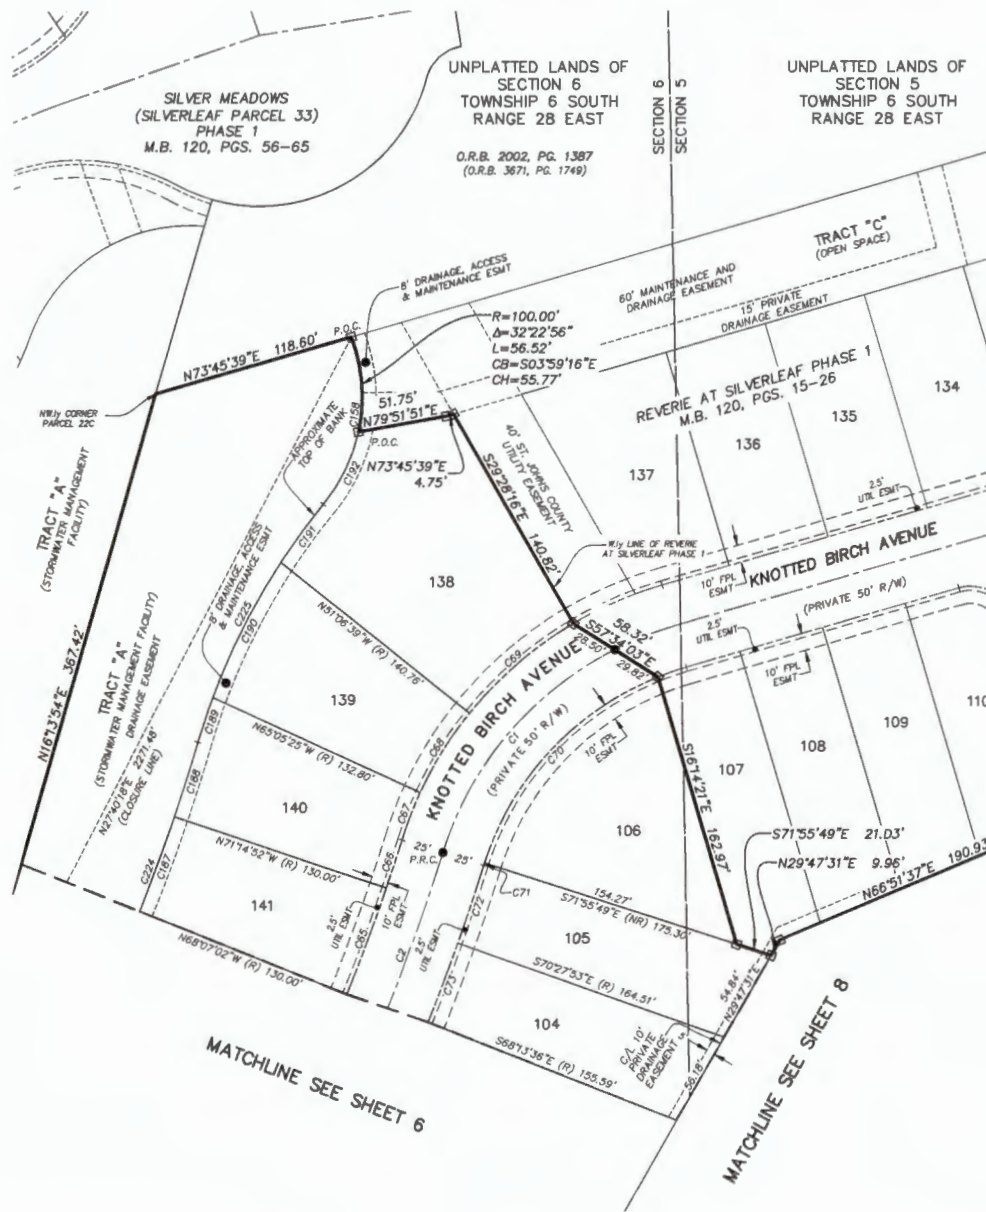 SILVER MEADOWS
(SILVERLEAF PARCEL 33)
PHASE 1
M.B. 120, PGS. 56-65
UNPLATTED LANDS OF
SECTION 6
TOWNSHIP 6 SOUTH
RANGE 28 EAST
O.R.B. 2002, PG. 1387
(O.R.B. 3671, PG. 1749)
SECTION 6
SECTION 5
UNPLATTED LANDS OF
SECTION 5
TOWNSHIP 6 SOUTH
RANGE 28 EAST
TRACT "C"
(OPEN SPACE)
8' DRAINAGE, ACCESS
& MAINTENANCE ESMT
60' MAINTENANCE AND
DRAINAGE EASEMENT
15' PRIVATE
DRAINAGE EASEMENT
P.O.C.
N73°45'39"E 118.60'
R=100.00'
Δ=32°22'56"
L=56.52'
CB=S03°59'16"E
CH=55.77'
REVERIE AT SILVERLEAF PHASE 1
M.B. 120, PGS. 15-26
134
135
136
137
NW.ly CORNER
PARCEL 22C
C158
51.75'
N79°51'51"E
P.O.C.
N73°45'39"E
4.75'
APPROXIMATE
TOP OF BANK
C192
C191
S29°28'16"E 140.82'
40' ST. JOHNS COUNTY
UTILITY EASEMENT
W.ly LINE OF REVERIE
AT SILVERLEAF PHASE 1
2.5'
UTIL ESMT
KNOTTED BIRCH AVENUE
10' FPL
ESMT
(PRIVATE 50' R/W)
2.5'
UTIL ESMT
10' FPL
ESMT
TRACT "A"
(STORMWATER MANAGEMENT
FACILITY)
N16°13'54"E 367.42'
TRACT "A"
(STORMWATER MANAGEMENT FACILITY)
DRAINAGE EASEMENT
N27°40'18"E 2271.48'
(CLOSURE LINE)
8' DRAINAGE, ACCESS
& MAINTENANCE ESMT
C225
C190
138
N51°06'39"W (R) 140.76'
58.32'
S57°34'03"E
28.50'
29.82'
C69
KNOTTED BIRCH AVENUE
C1
(PRIVATE 50' R/W)
C70
10' FPL
ESMT
C68
139
C189
N65°05'25"W (R) 132.80'
C188
140
C67
107
108
109
110
106
S16°14'21"E 162.97'
S71°55'49"E 21.03'
N29°47'31"E 9.96'
N66°51'37"E 190.93'
25'
P.R.C.
25'
C66
N71°14'52"W (R) 130.00'
C224
C187
141
C71
154.27'
S71°55'49"E (NR) 175.30'
C72
105
2.5'
UTIL ESMT
10' FPL
ESMT
C65
C2
2.5'
UTIL ESMT
C73
S70°27'53"E (R) 164.51'
54.84'
N29°47'31"E
N68°07'02"W (R) 130.00'
104
S68°13'36"E (R) 155.59'
C/L 10'
PRIVATE
DRAINAGE
EASEMENT
56.18'
MATCHLINE SEE SHEET 6
MATCHLINE SEE SHEET 8